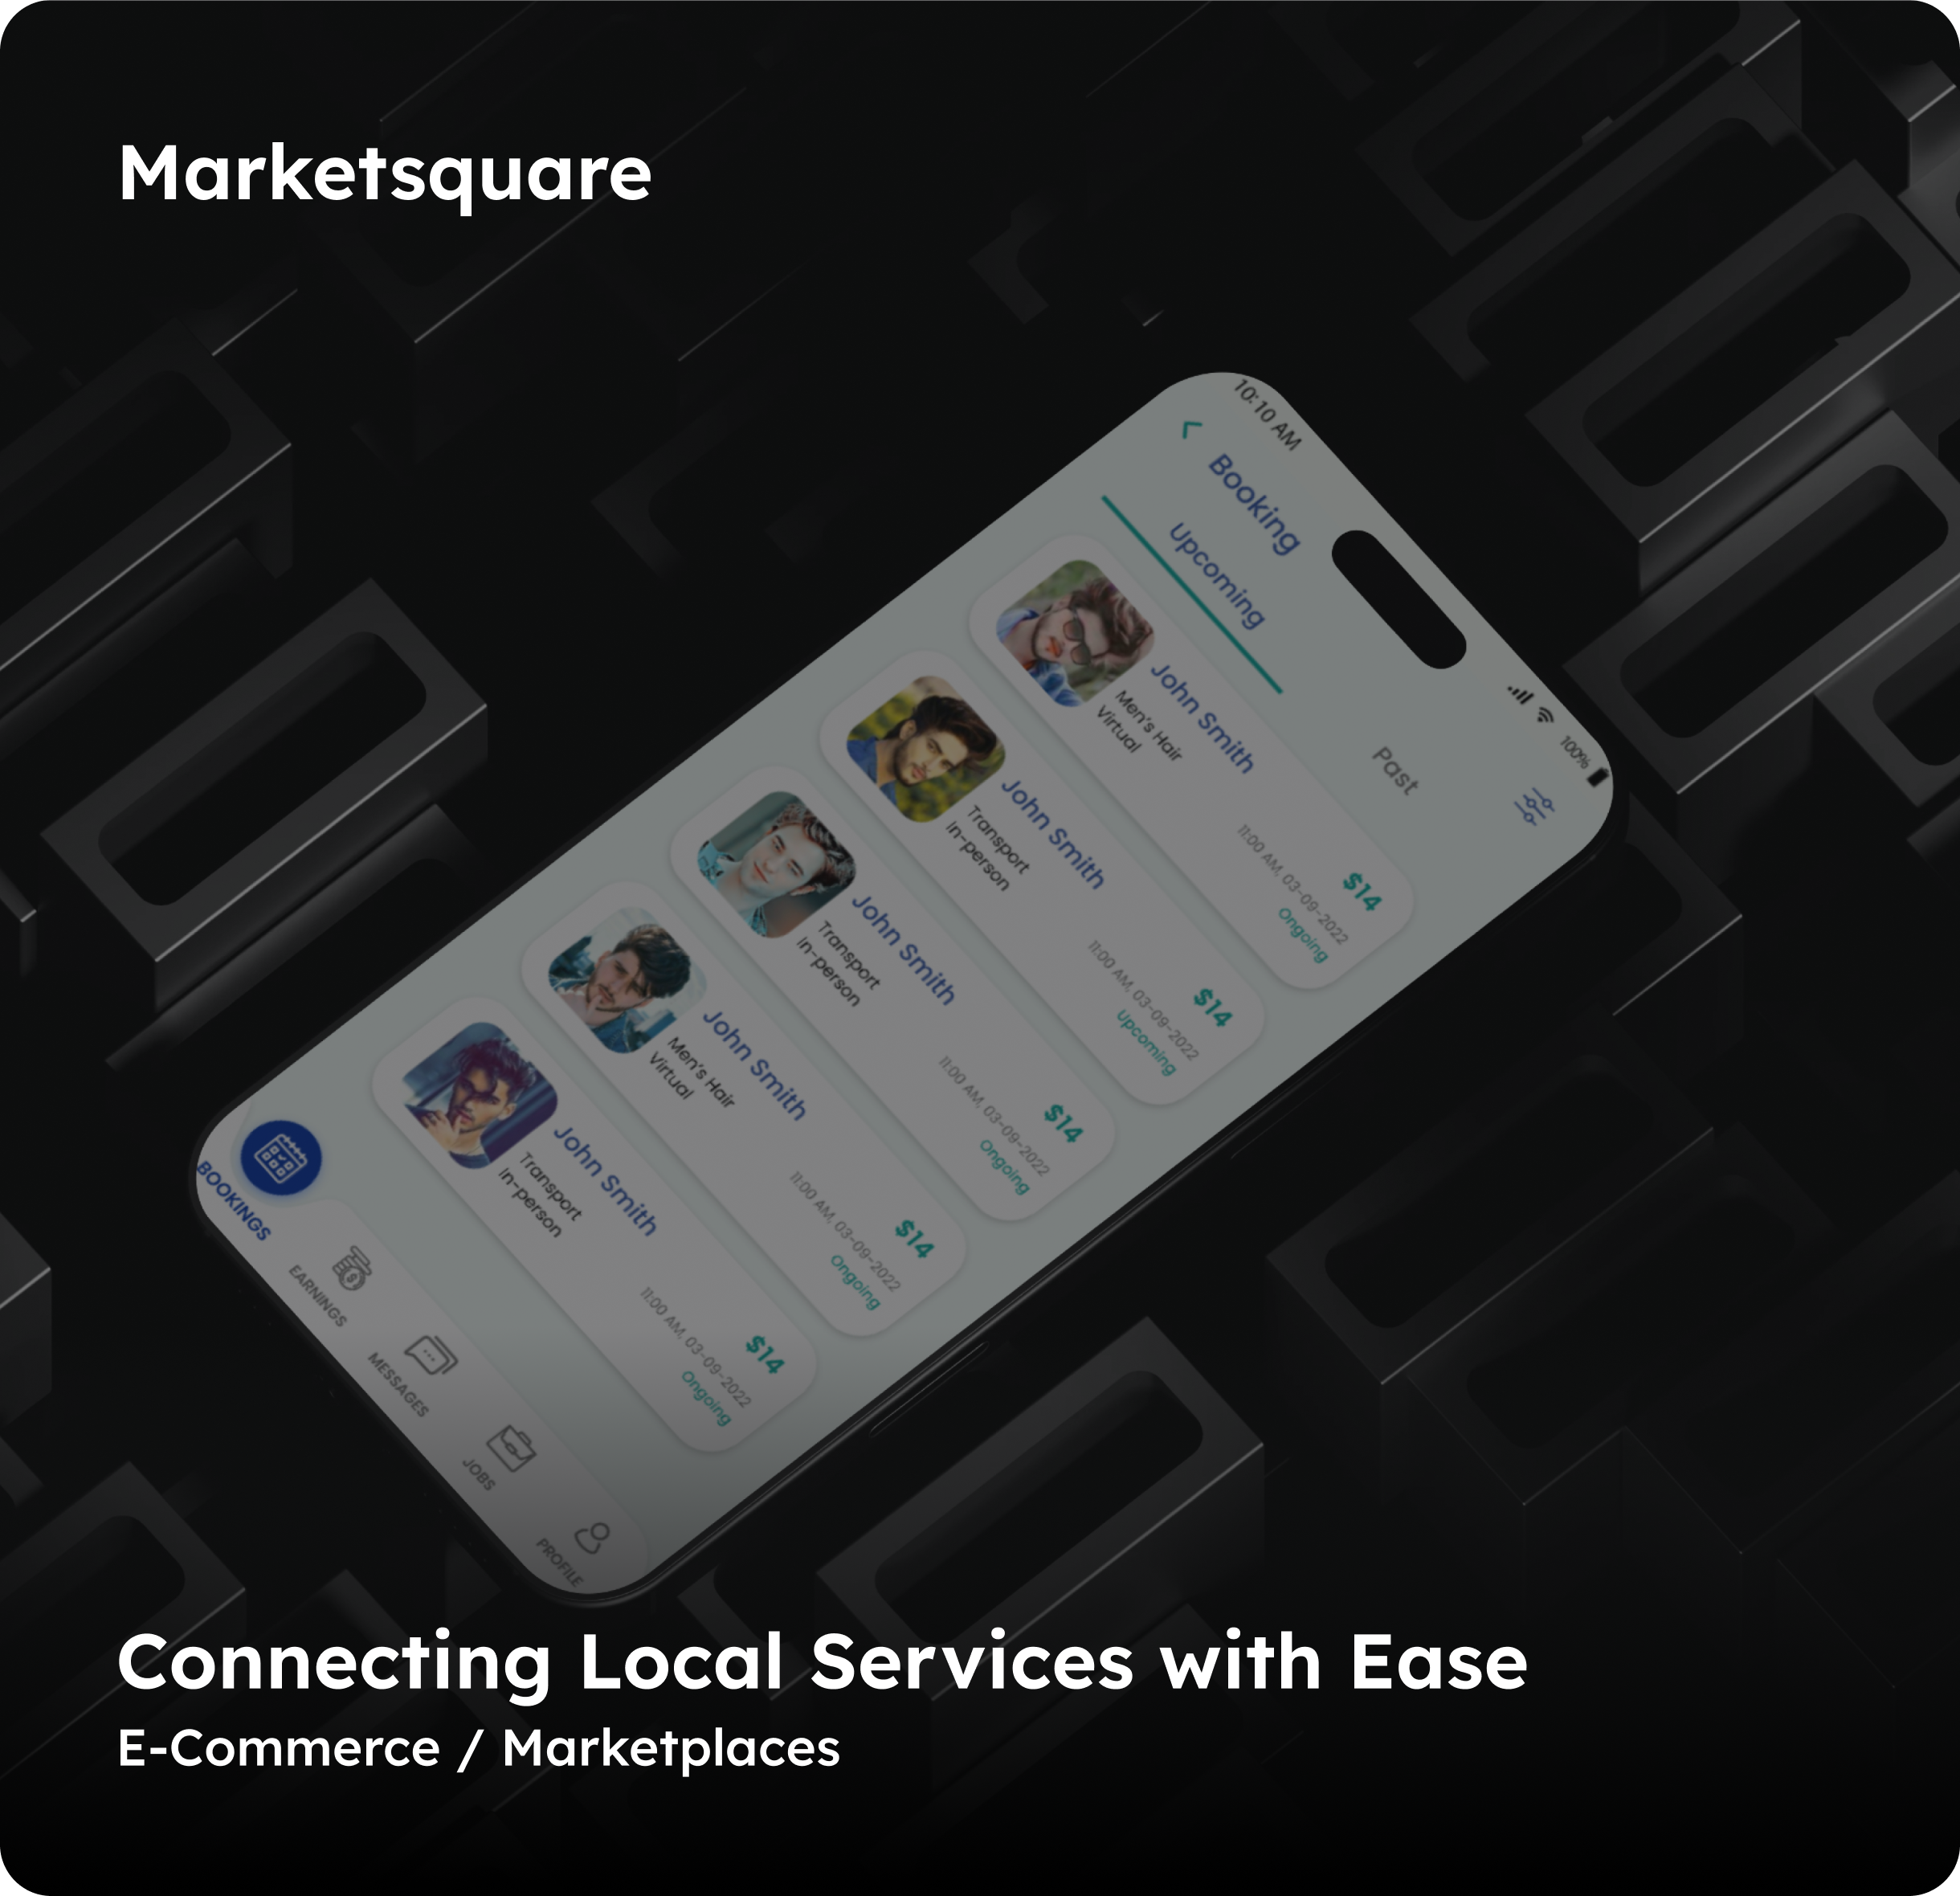 Marketsquare
10:10 AM
100%
Booking
Upcoming
Past
John Smith
Men's Hair
Virtual
$14
11:00 AM, 03-09-2022
Ongoing
John Smith
Transport
In-person
$14
11:00 AM, 03-09-2022
Upcoming
John Smith
Transport
In-person
$14
11:00 AM, 03-09-2022
Ongoing
John Smith
Men's Hair
Virtual
$14
11:00 AM, 03-09-2022
Ongoing
John Smith
Transport
In-person
$14
11:00 AM, 03-09-2022
Ongoing
BOOKINGS
EARNINGS
MESSAGES
JOBS
PROFILE
Connecting Local Services with Ease
E-Commerce / Marketplaces